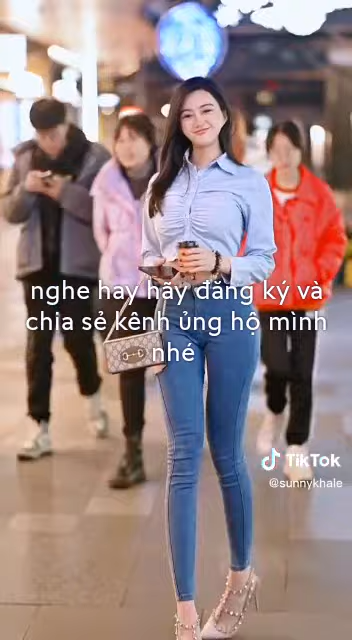 nghe hay hãy đăng ký và
chia sẻ kênh ủng hộ mình
nhé
TikTok
@sunnykhale